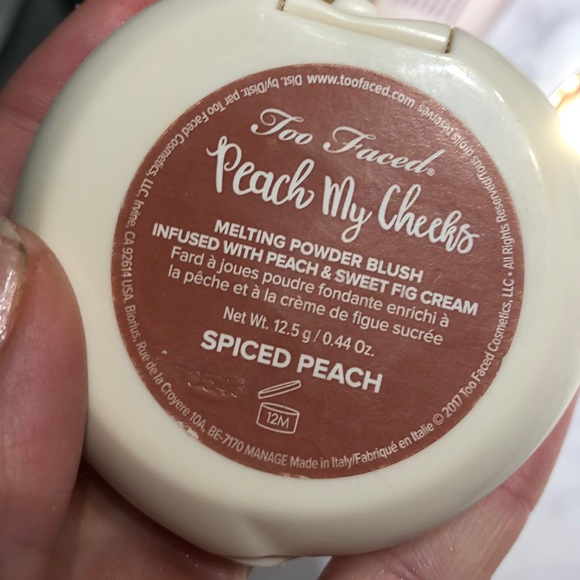 Too Faced®
Peach My Cheeks
MELTING POWDER BLUSH
INFUSED WITH PEACH & SWEET FIG CREAM
Fard à joues poudre fondante enrichi à
la pêche et à la crème de figue sucrée
Net Wt. 12.5 g / 0.44 Oz.
SPICED PEACH
12M
Dist. by/Distr. par Too Faced Cosmetics, LLC, Irvine, CA 92614 USA. Biorius, Rue de la Croyere 10A, BE-7170 MANAGE Made in Italy/Fabriqué en Italie © 2017 Too Faced Cosmetics, LLC • All Rights Reserved/Tous droits réservés www.toofaced.com